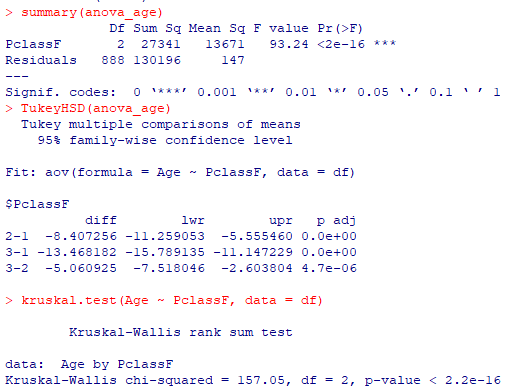 > summary(anova_age)
             Df Sum Sq Mean Sq F value Pr(>F)
PclassF       2  27341   13671   93.24 <2e-16 ***
Residuals   888 130196     147
---
Signif. codes:  0 ‘***’ 0.001 ‘**’ 0.01 ‘*’ 0.05 ‘.’ 0.1 ‘ ’ 1
> TukeyHSD(anova_age)
  Tukey multiple comparisons of means
    95% family-wise confidence level
Fit: aov(formula = Age ~ PclassF, data = df)
$PclassF
          diff        lwr        upr   p adj
2-1  -8.407256 -11.259053  -5.555460 0.0e+00
3-1 -13.468182 -15.789135 -11.147229 0.0e+00
3-2  -5.060925  -7.518046  -2.603804 4.7e-06
> kruskal.test(Age ~ PclassF, data = df)
        Kruskal-Wallis rank sum test
data:  Age by PclassF
Kruskal-Wallis chi-squared = 157.05, df = 2, p-value < 2.2e-16